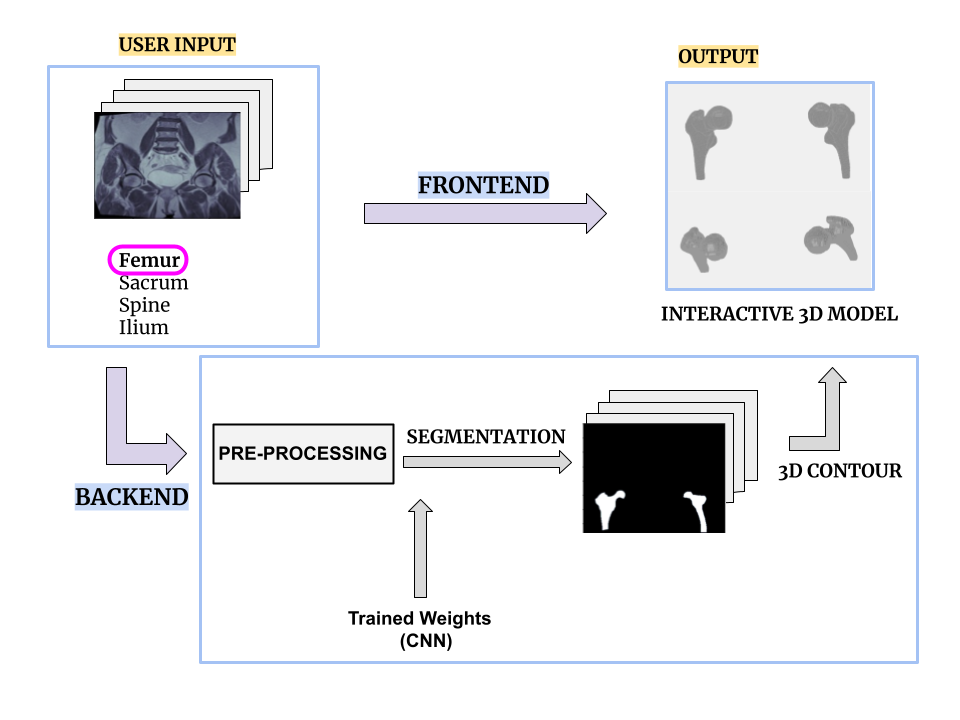 USER INPUT
OUTPUT
FRONTEND
Femur
Sacrum
Spine
Ilium
INTERACTIVE 3D MODEL
PRE-PROCESSING
SEGMENTATION
3D CONTOUR
BACKEND
Trained Weights
(CNN)